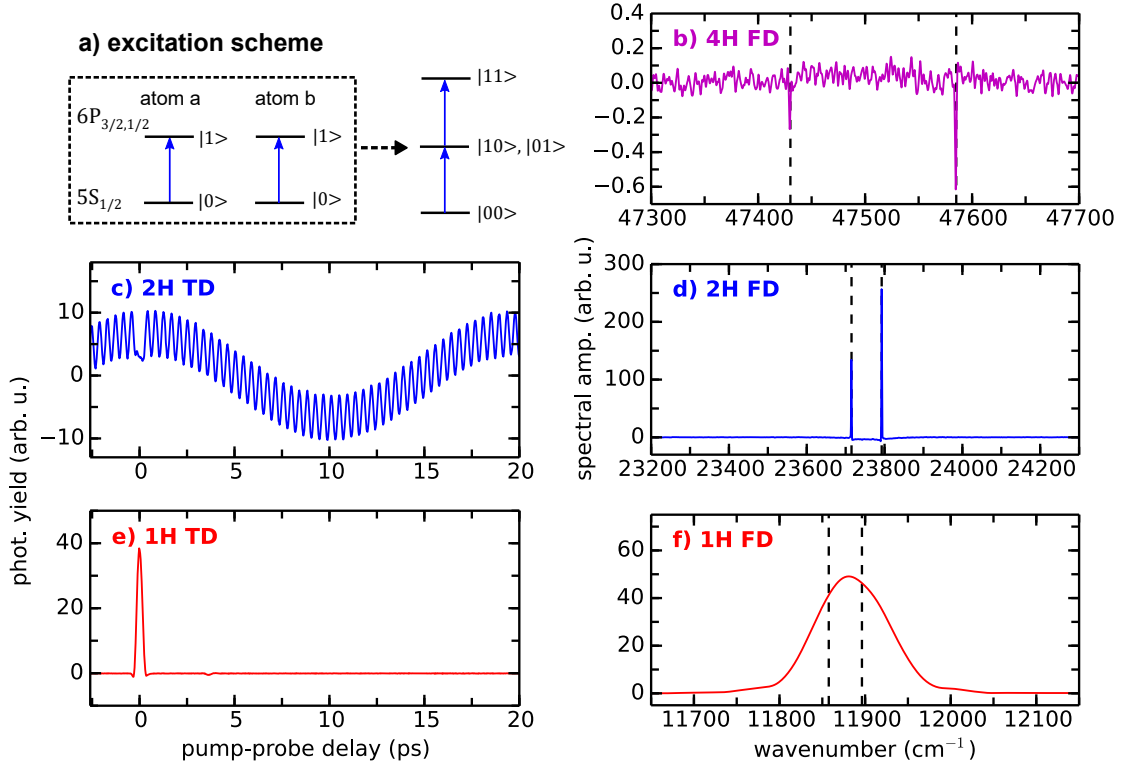 a) excitation scheme
atom a atom b
6P3/2,1/2
|1> |1>
5S1/2
|0> |0>
|11>
|10>, |01>
|00>
b) 4H FD
0.4
0.2
0.0
−0.2
−0.4
−0.6
47300 47400 47500 47600 47700
c) 2H TD
10
0
−10
0 5 10 15 20
d) 2H FD
300
200
100
0
23200 23400 23600 23800 24000 24200
e) 1H TD
40
20
0
0 5 10 15 20
pump-probe delay (ps)
phot. yield (arb. u.)
f) 1H FD
60
40
20
0
11700 11800 11900 12000 12100
wavenumber (cm−1)
spectral amp. (arb. u.)